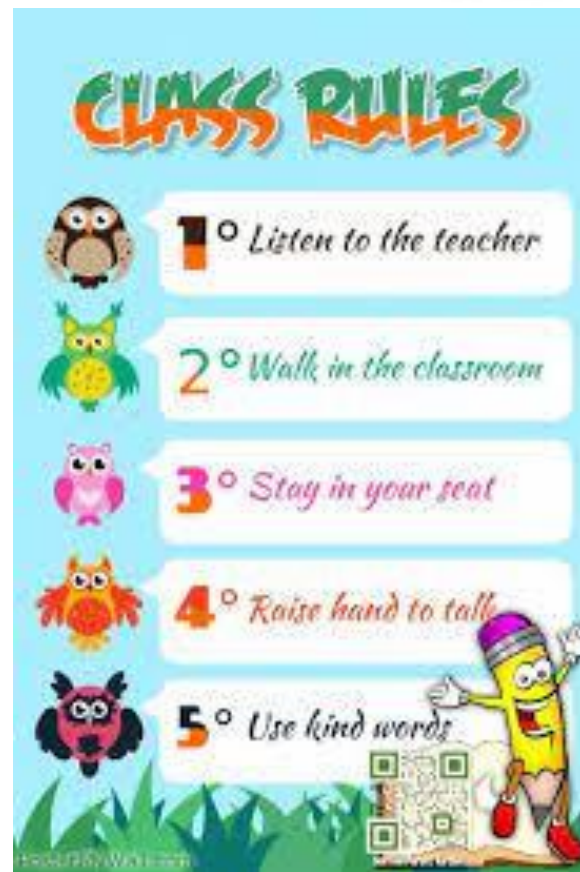 CLASS RULES
1° Listen to the teacher
2° Walk in the classroom
3° Stay in your seat
4° Raise hand to talk
5° Use kind words